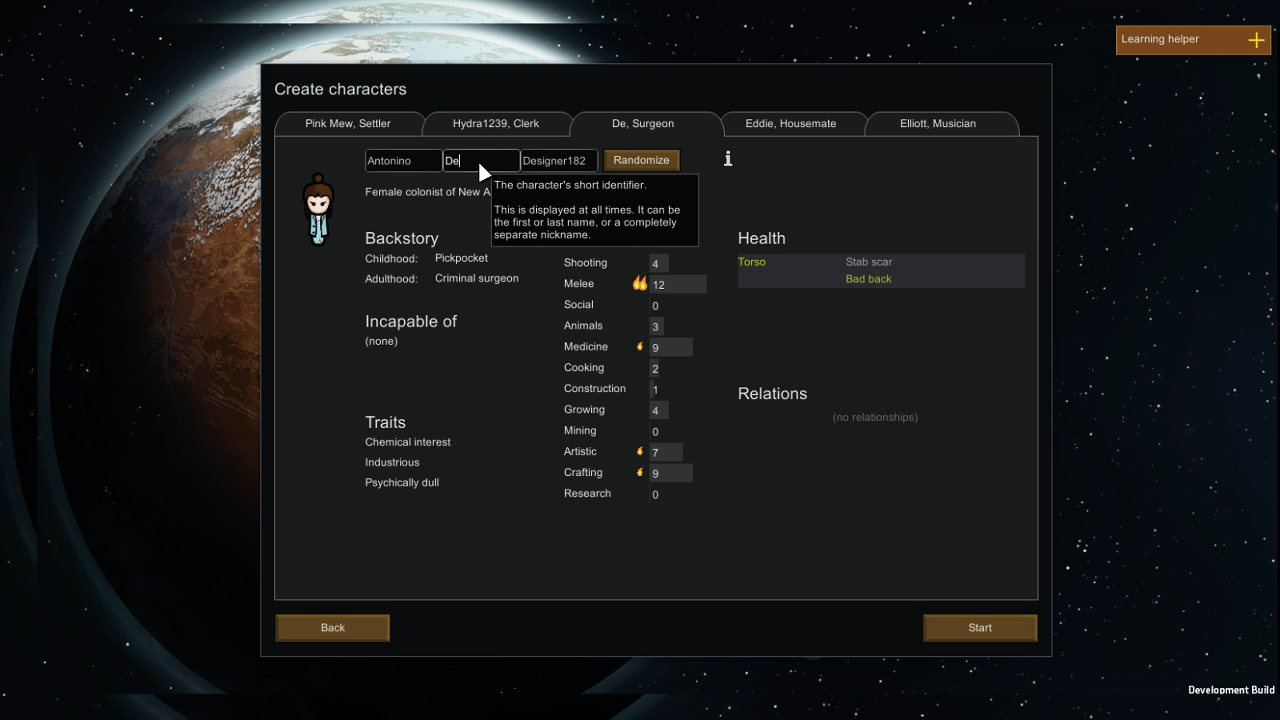 Learning helper
Create characters
Pink Mew, Settler
Hydra1239, Clerk
De, Surgeon
Eddie, Housemate
Elliott, Musician
Antonino
De
Designer182
Randomize
Female colonist of New A
The character's short identifier.
This is displayed at all times. It can be
the first or last name, or a completely
separate nickname.
Backstory
Childhood: Pickpocket
Adulthood: Criminal surgeon
Incapable of
(none)
Traits
Chemical interest
Industrious
Psychically dull
Shooting 4
Melee 12
Social 0
Animals 3
Medicine 9
Cooking 2
Construction 1
Growing 4
Mining 0
Artistic 7
Crafting 9
Research 0
Health
Torso Stab scar
Bad back
Relations
(no relationships)
Back
Start
Development Build